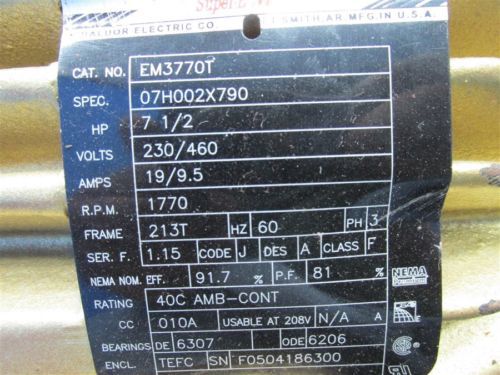 Super-E
BALDOR ELECTRIC CO. FT. SMITH, AR MFG. IN U.S.A.
CAT. NO. EM3770T
SPEC. 07H002X790
HP 7 1/2
VOLTS 230/460
AMPS 19/9.5
R.P.M. 1770
FRAME 213T HZ 60 PH 3
SER. F. 1.15 CODE J DES A CLASS F
NEMA NOM. EFF. 91.7 % P.F. 81 %
NEMA
Premium
RATING 40C AMB-CONT
CC 010A USABLE AT 208V N/A A
BEARINGS DE 6307 ODE 6206
ENCL. TEFC SN F0504186300